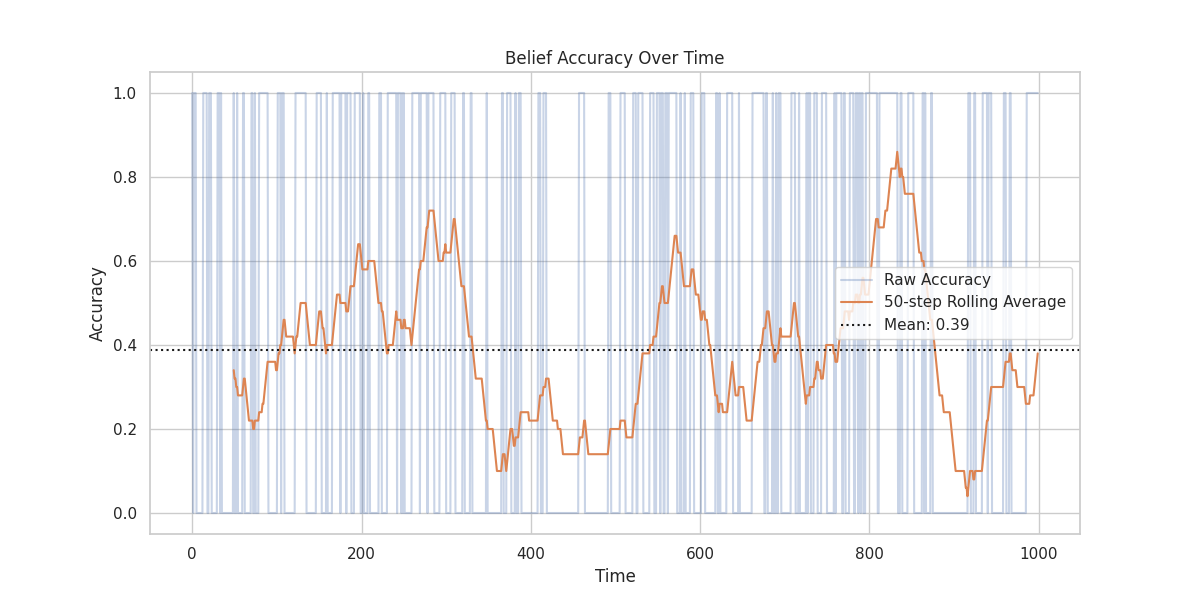 Belief Accuracy Over Time
1.0
0.8
0.6
0.4
0.2
0.0
Accuracy
Raw Accuracy
50-step Rolling Average
Mean: 0.39
0 200 400 600 800 1000
Time